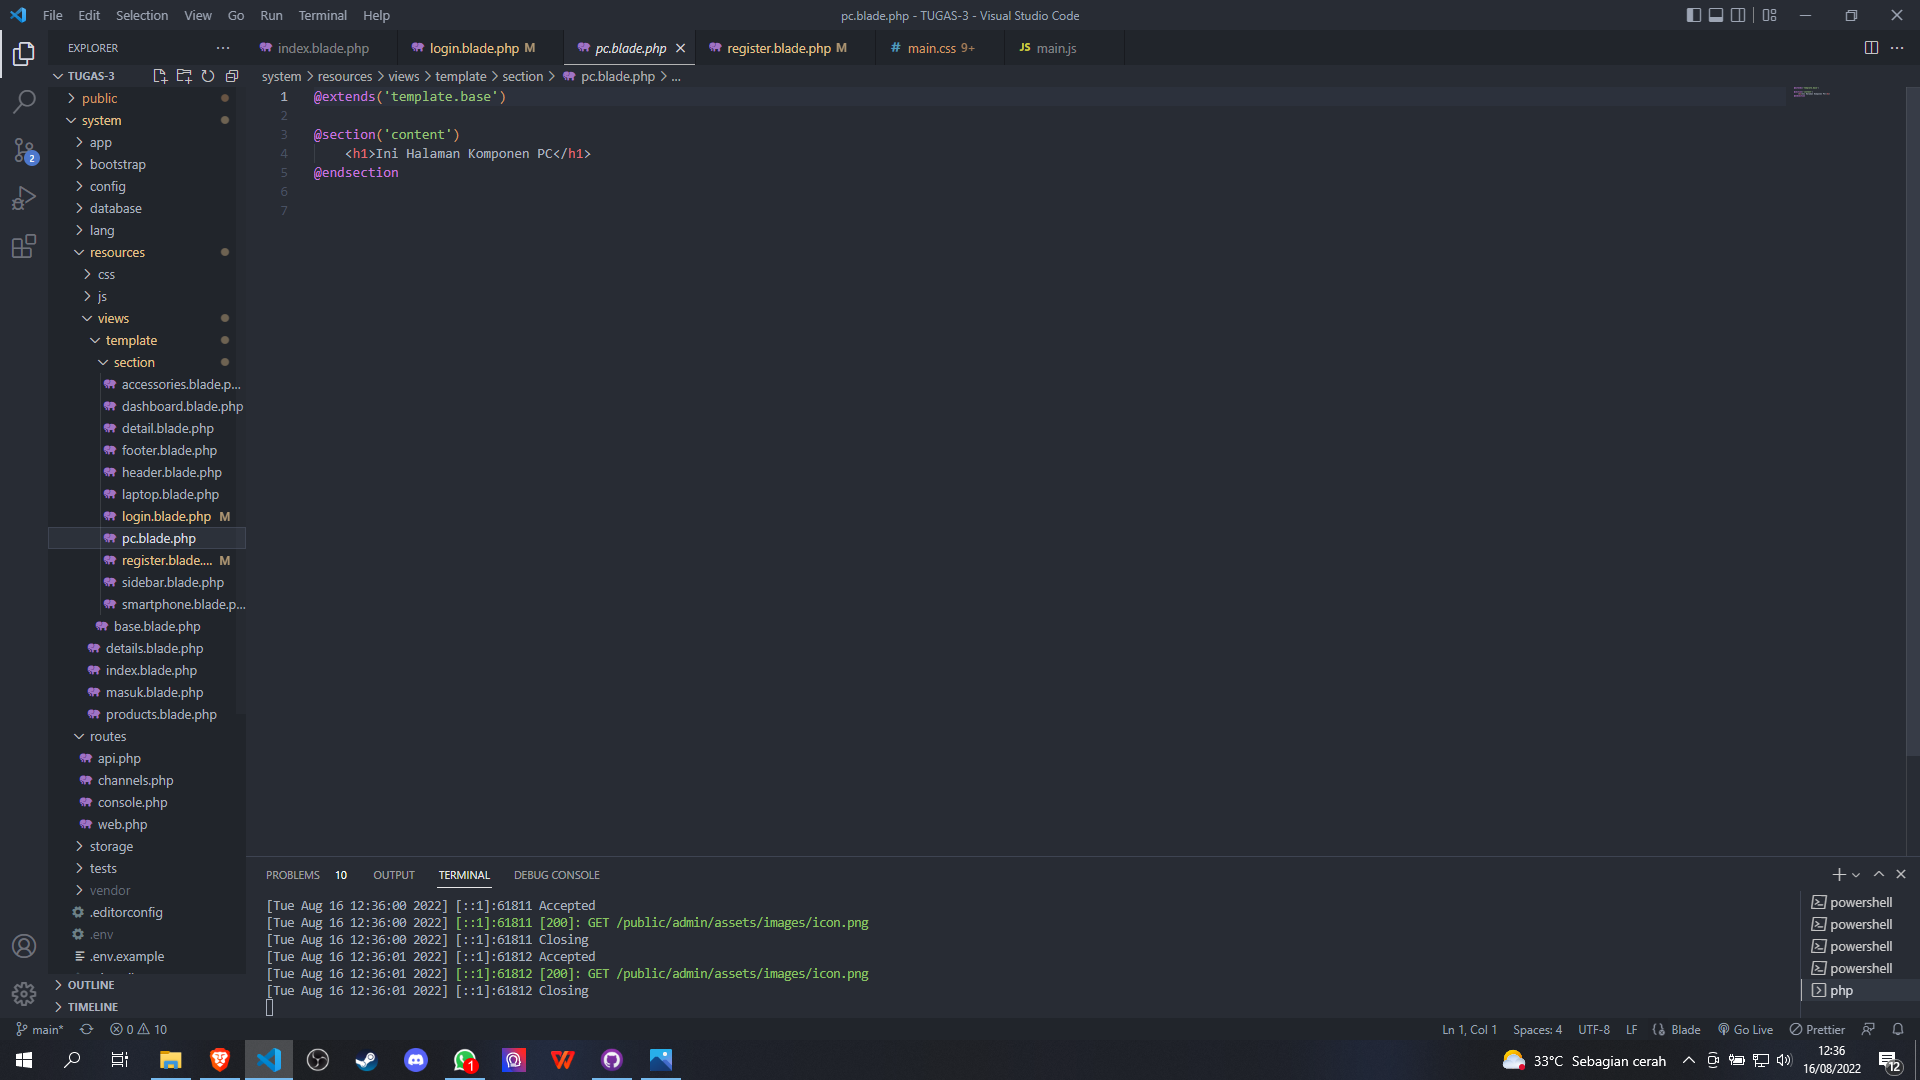 File Edit Selection View Go Run Terminal Help
pc.blade.php - TUGAS-3 - Visual Studio Code
EXPLORER
index.blade.php
login.blade.php M
pc.blade.php
register.blade.php M
# main.css 9+
JS main.js
TUGAS-3
system > resources > views > template > section > pc.blade.php > ...
public
system
app
bootstrap
config
database
lang
resources
css
js
views
template
section
accessories.blade.p...
dashboard.blade.php
detail.blade.php
footer.blade.php
header.blade.php
laptop.blade.php
login.blade.php M
pc.blade.php
register.blade.... M
sidebar.blade.php
smartphone.blade.p...
base.blade.php
details.blade.php
index.blade.php
masuk.blade.php
products.blade.php
routes
api.php
channels.php
console.php
web.php
storage
tests
vendor
.editorconfig
.env
.env.example
OUTLINE
TIMELINE
1 @extends('template.base')
2
3 @section('content')
4 <h1>Ini Halaman Komponen PC</h1>
5 @endsection
6
7
PROBLEMS 10 OUTPUT TERMINAL DEBUG CONSOLE
[Tue Aug 16 12:36:00 2022] [::1]:61811 Accepted
[Tue Aug 16 12:36:00 2022] [::1]:61811 [200]: GET /public/admin/assets/images/icon.png
[Tue Aug 16 12:36:00 2022] [::1]:61811 Closing
[Tue Aug 16 12:36:01 2022] [::1]:61812 Accepted
[Tue Aug 16 12:36:01 2022] [::1]:61812 [200]: GET /public/admin/assets/images/icon.png
[Tue Aug 16 12:36:01 2022] [::1]:61812 Closing
powershell
powershell
powershell
powershell
php
2
main* 0 10
Ln 1, Col 1 Spaces: 4 UTF-8 LF Blade Go Live Prettier
1
33°C Sebagian cerah
12:36
16/08/2022
12